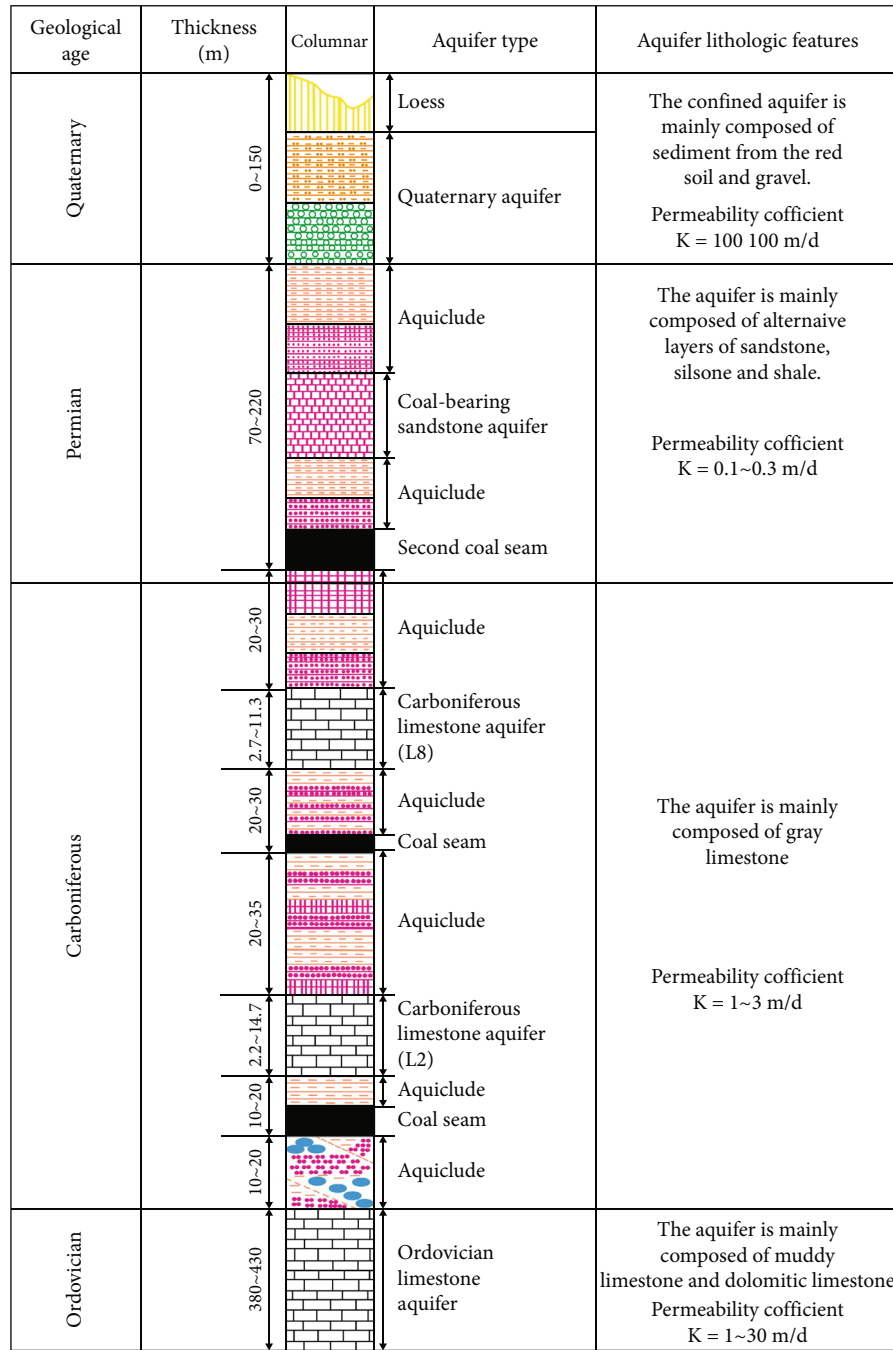 Geological
age
Thickness
(m)
Columnar
Aquifer type
Aquifer lithologic features
Quaternary
0~150
Loess
Quaternary aquifer
The confined aquifer is
mainly composed of
sediment from the red
soil and gravel.
Permeability cofficient
K = 100 100 m/d
Permian
70~220
Aquiclude
Coal-bearing
sandstone aquifer
Aquiclude
Second coal seam
The aquifer is mainly
composed of alternaive
layers of sandstone,
silsone and shale.
Permeability cofficient
K = 0.1~0.3 m/d
Carboniferous
20~30
Aquiclude
2.7~11.3
Carboniferous
limestone aquifer
(L8)
20~30
Aquiclude
Coal seam
20~35
Aquiclude
2.2~14.7
Carboniferous
limestone aquifer
(L2)
10~20
Aquiclude
Coal seam
10~20
Aquiclude
The aquifer is mainly
composed of gray
limestone
Permeability cofficient
K = 1~3 m/d
Ordovician
380~430
Ordovician
limestone
aquifer
The aquifer is mainly
composed of muddy
limestone and dolomitic limestone
Permeability cofficient
K = 1~30 m/d